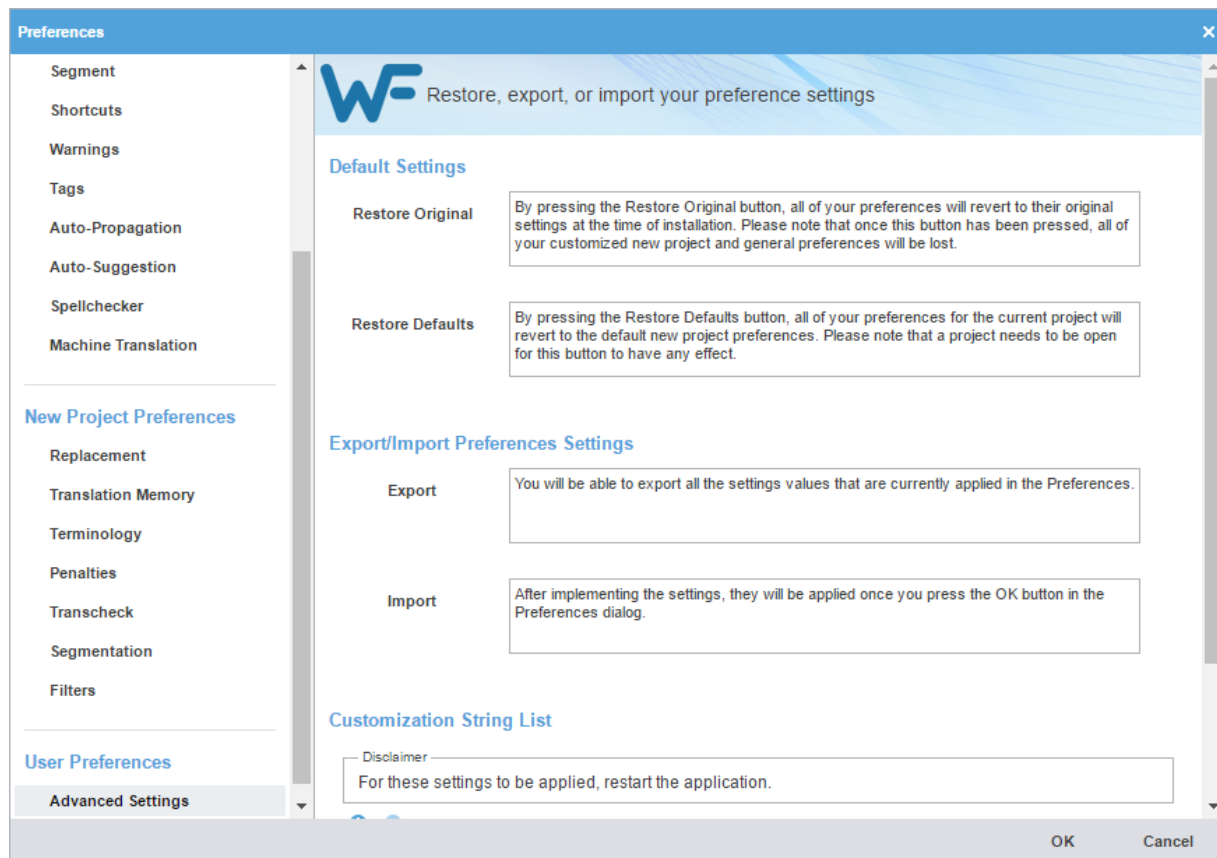 Preferences
Segment
Shortcuts
Warnings
Tags
Auto-Propagation
Auto-Suggestion
Spellchecker
Machine Translation
New Project Preferences
Replacement
Translation Memory
Terminology
Penalties
Transcheck
Segmentation
Filters
User Preferences
Advanced Settings
WF
Restore, export, or import your preference settings
Default Settings
Restore Original
By pressing the Restore Original button, all of your preferences will revert to their original
settings at the time of installation. Please note that once this button has been pressed, all of
your customized new project and general preferences will be lost.
Restore Defaults
By pressing the Restore Defaults button, all of your preferences for the current project will
revert to the default new project preferences. Please note that a project needs to be open
for this button to have any effect.
Export/Import Preferences Settings
Export
You will be able to export all the settings values that are currently applied in the Preferences.
Import
After implementing the settings, they will be applied once you press the OK button in the
Preferences dialog.
Customization String List
Disclaimer
For these settings to be applied, restart the application.
OK
Cancel